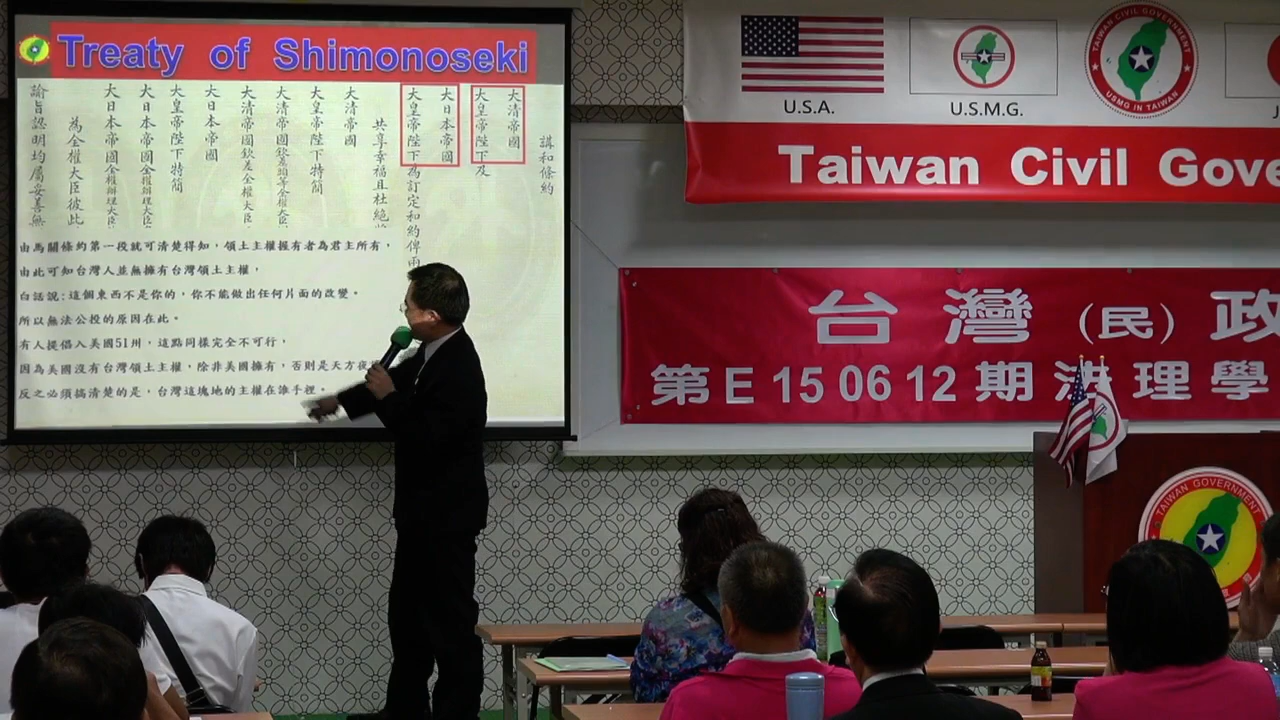 Treaty of Shimonoseki
講和條約
大清帝國
大皇帝陛下及
大日本帝國
大皇帝陛下為訂定和約俾兩
共享幸福且杜絕
大清帝國
大皇帝陛下特簡
大清帝國欽差頭等全權大臣
大清帝國欽差全權大臣
大日本帝國
大皇帝陛下特簡
大日本帝國全權辦理大臣
大日本帝國全權辦理大臣
為全權大臣彼此
諭旨認明均屬妥善無
由馬關條約第一段就可清楚得知，領土主權握有者為君主所有，
由此可知台灣人並無擁有台灣領土主權，
白話說：這個東西不是你的，你不能做出任何片面的改變。
所以無法公投的原因在此。
有人提倡入美國51州，這點同樣完全不可行，
因為美國沒有台灣領土主權，除非美國擁有，否則是天方夜
反之必須搞清楚的是，台灣這塊地的主權在誰手裡。
U.S.A.
U.S.M.G.
TAIWAN CIVIL GOVERNMENT
USMG IN TAIWAN
J
Taiwan Civil Gove
台灣（民）政
第E150612期法理學
TAIWAN GOVERNMENT